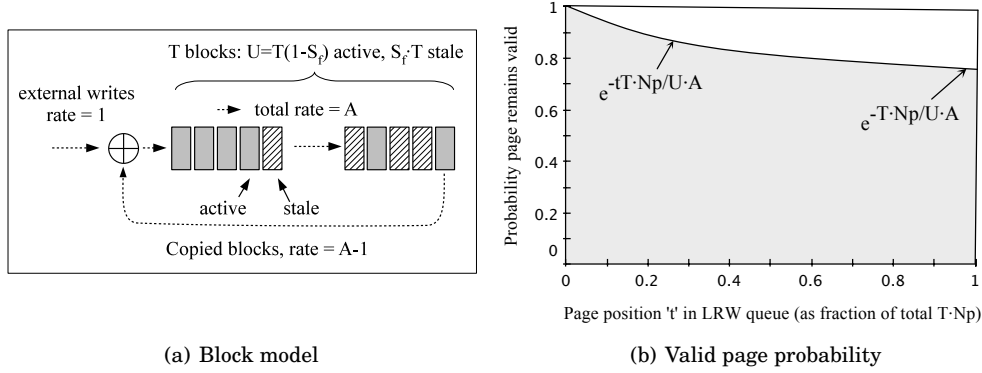 T blocks: U=T(1-S_f) active, S_f·T stale
external writes
rate = 1
total rate = A
active
stale
Copied blocks, rate = A-1
(a) Block model
Probability page remains valid
1
0.8
0.6
0.4
0.2
0
e^-tT·Np/U·A
e^-T·Np/U·A
0
0.2
0.4
0.6
0.8
1
Page position 't' in LRW queue (as fraction of total T·Np)
(b) Valid page probability